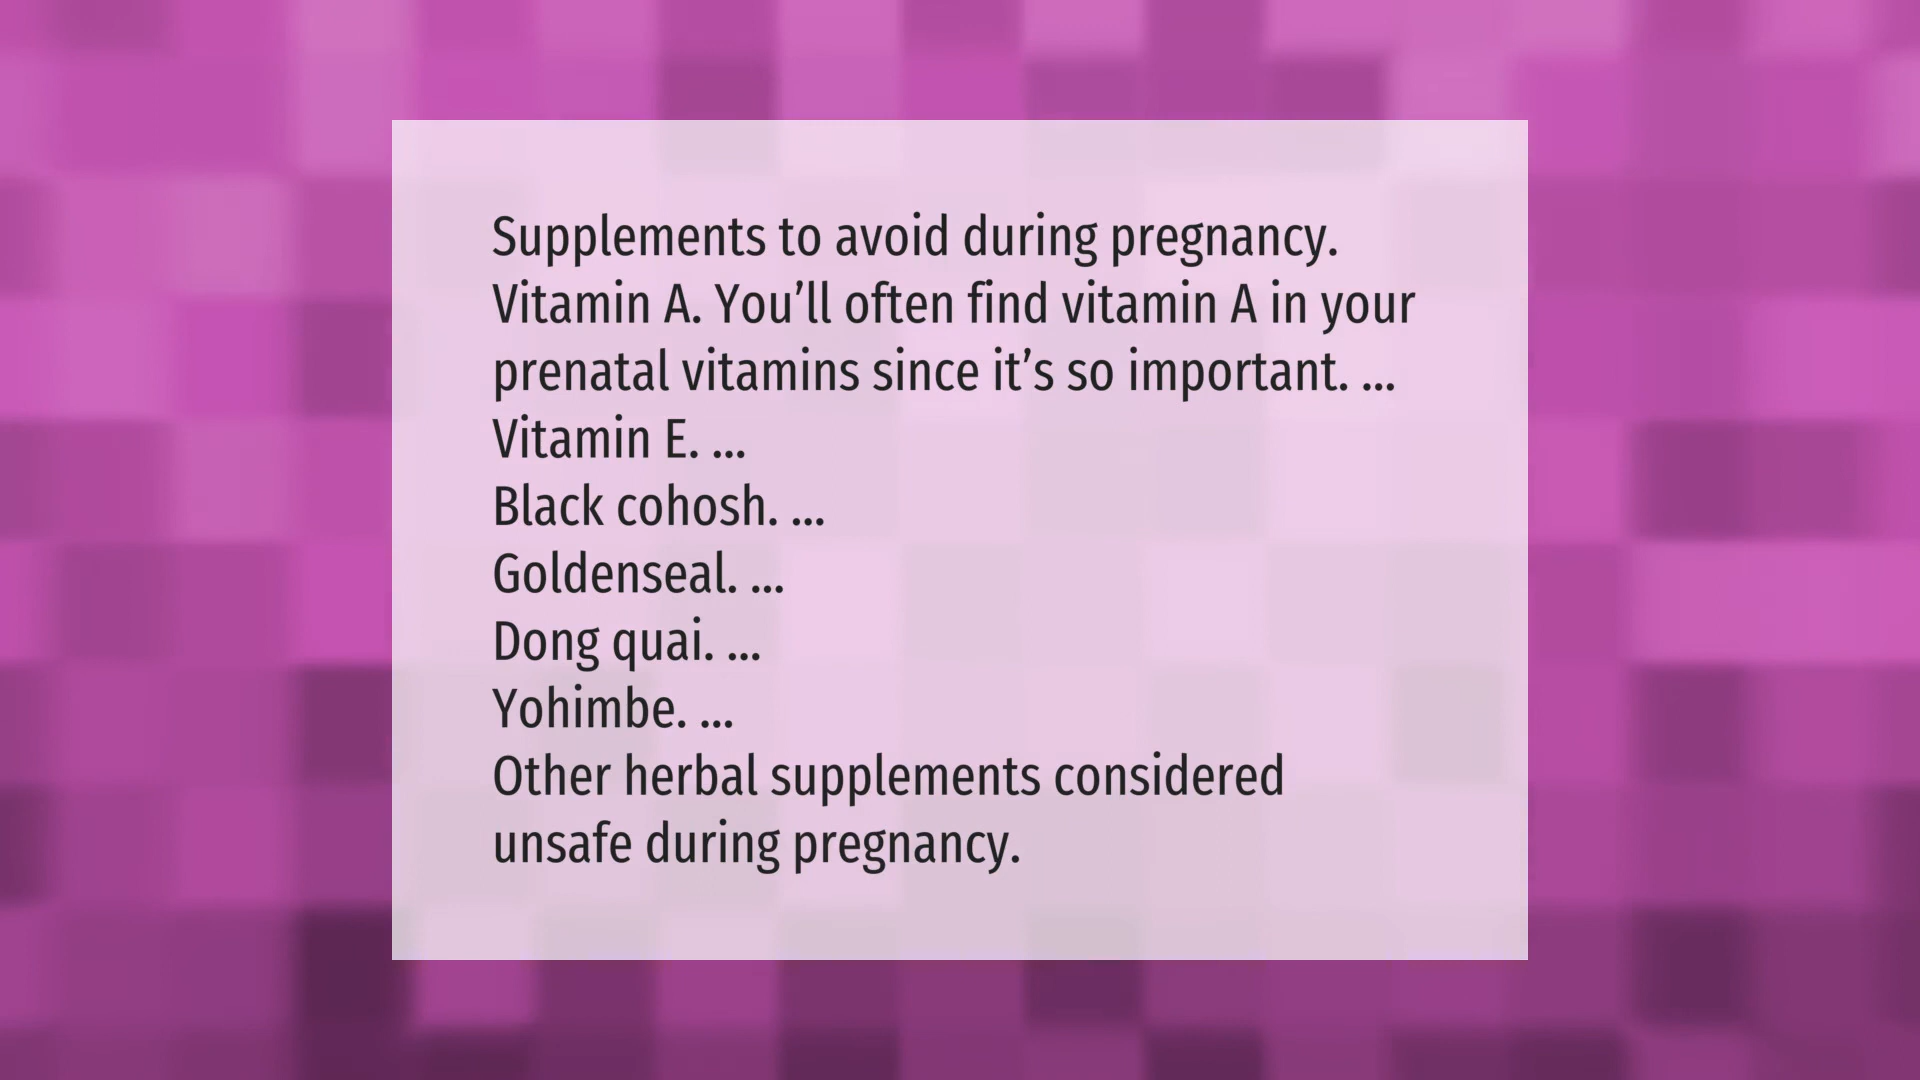 Supplements to avoid during pregnancy.
Vitamin A. You’ll often find vitamin A in your
prenatal vitamins since it’s so important. ...
Vitamin E. ...
Black cohosh. ...
Goldenseal. ...
Dong quai. ...
Yohimbe. ...
Other herbal supplements considered
unsafe during pregnancy.